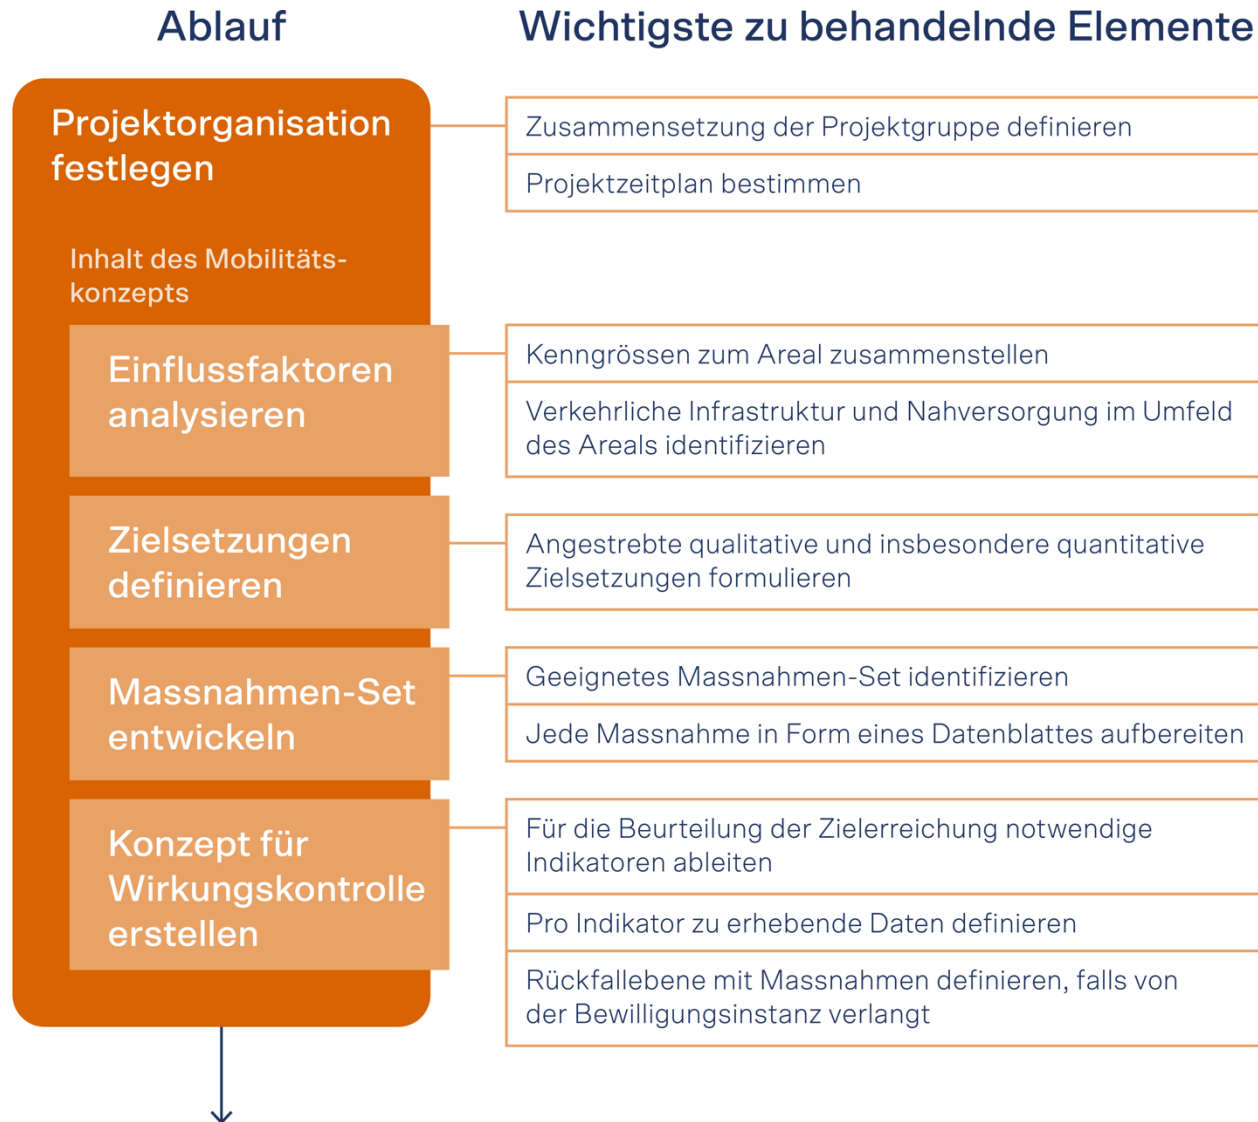 Ablauf
Wichtigste zu behandelnde Elemente
Projektorganisation
festlegen
Zusammensetzung der Projektgruppe definieren
Projektzeitplan bestimmen
Inhalt des Mobilitäts-
konzepts
Einflussfaktoren
analysieren
Kenngrössen zum Areal zusammenstellen
Verkehrliche Infrastruktur und Nahversorgung im Umfeld
des Areals identifizieren
Zielsetzungen
definieren
Angestrebte qualitative und insbesondere quantitative
Zielsetzungen formulieren
Massnahmen-Set
entwickeln
Geeignetes Massnahmen-Set identifizieren
Jede Massnahme in Form eines Datenblattes aufbereiten
Konzept für
Wirkungskontrolle
erstellen
Für die Beurteilung der Zielerreichung notwendige
Indikatoren ableiten
Pro Indikator zu erhebende Daten definieren
Rückfallebene mit Massnahmen definieren, falls von
der Bewilligungsinstanz verlangt